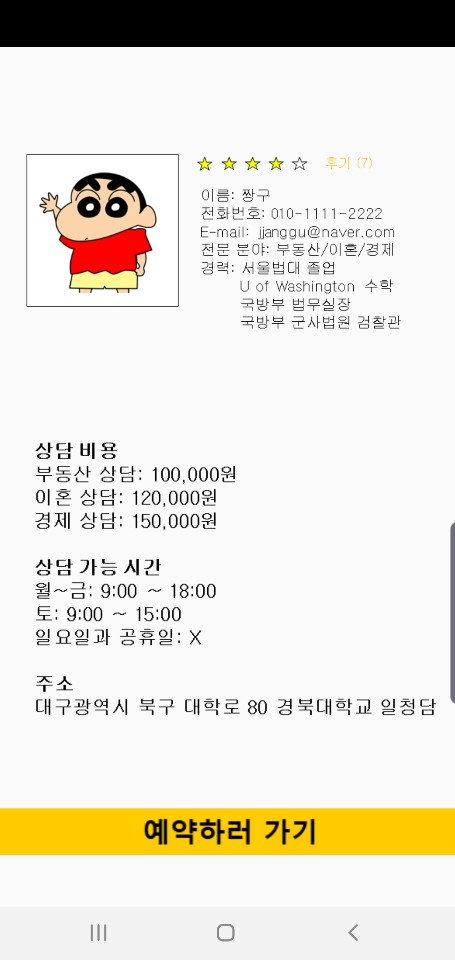 후기 (7)
이름: 짱구
전화번호: 010-1111-2222
E-mail: jjanggu@naver.com
전문 분야: 부동산/이혼/경제
경력: 서울법대 졸업
U of Washington 수학
국방부 법무실장
국방부 군사법원 검찰관
상담 비용
부동산 상담: 100,000원
이혼 상담: 120,000원
경제 상담: 150,000원
상담 가능 시간
월~금: 9:00 ~ 18:00
토: 9:00 ~ 15:00
일요일과 공휴일: X
주소
대구광역시 북구 대학로 80 경북대학교 일청담
예약하러 가기